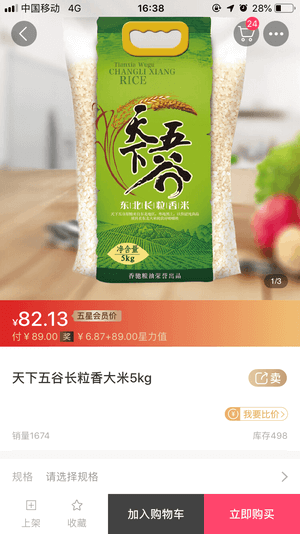 中国移动 4G 16:38 28%
24
Tianxia Wugu
CHANGLI XIANG
RICE
天下五谷
东北长粒香米
净含量
5kg
1/3
¥82.13 五星会员价
付¥89.00 奖 ¥6.87+89.00星力值
天下五谷长粒香大米5kg
卖
我要比价>
销量1674 库存498
规格 请选择规格
上架
收藏
加入购物车
立即购买